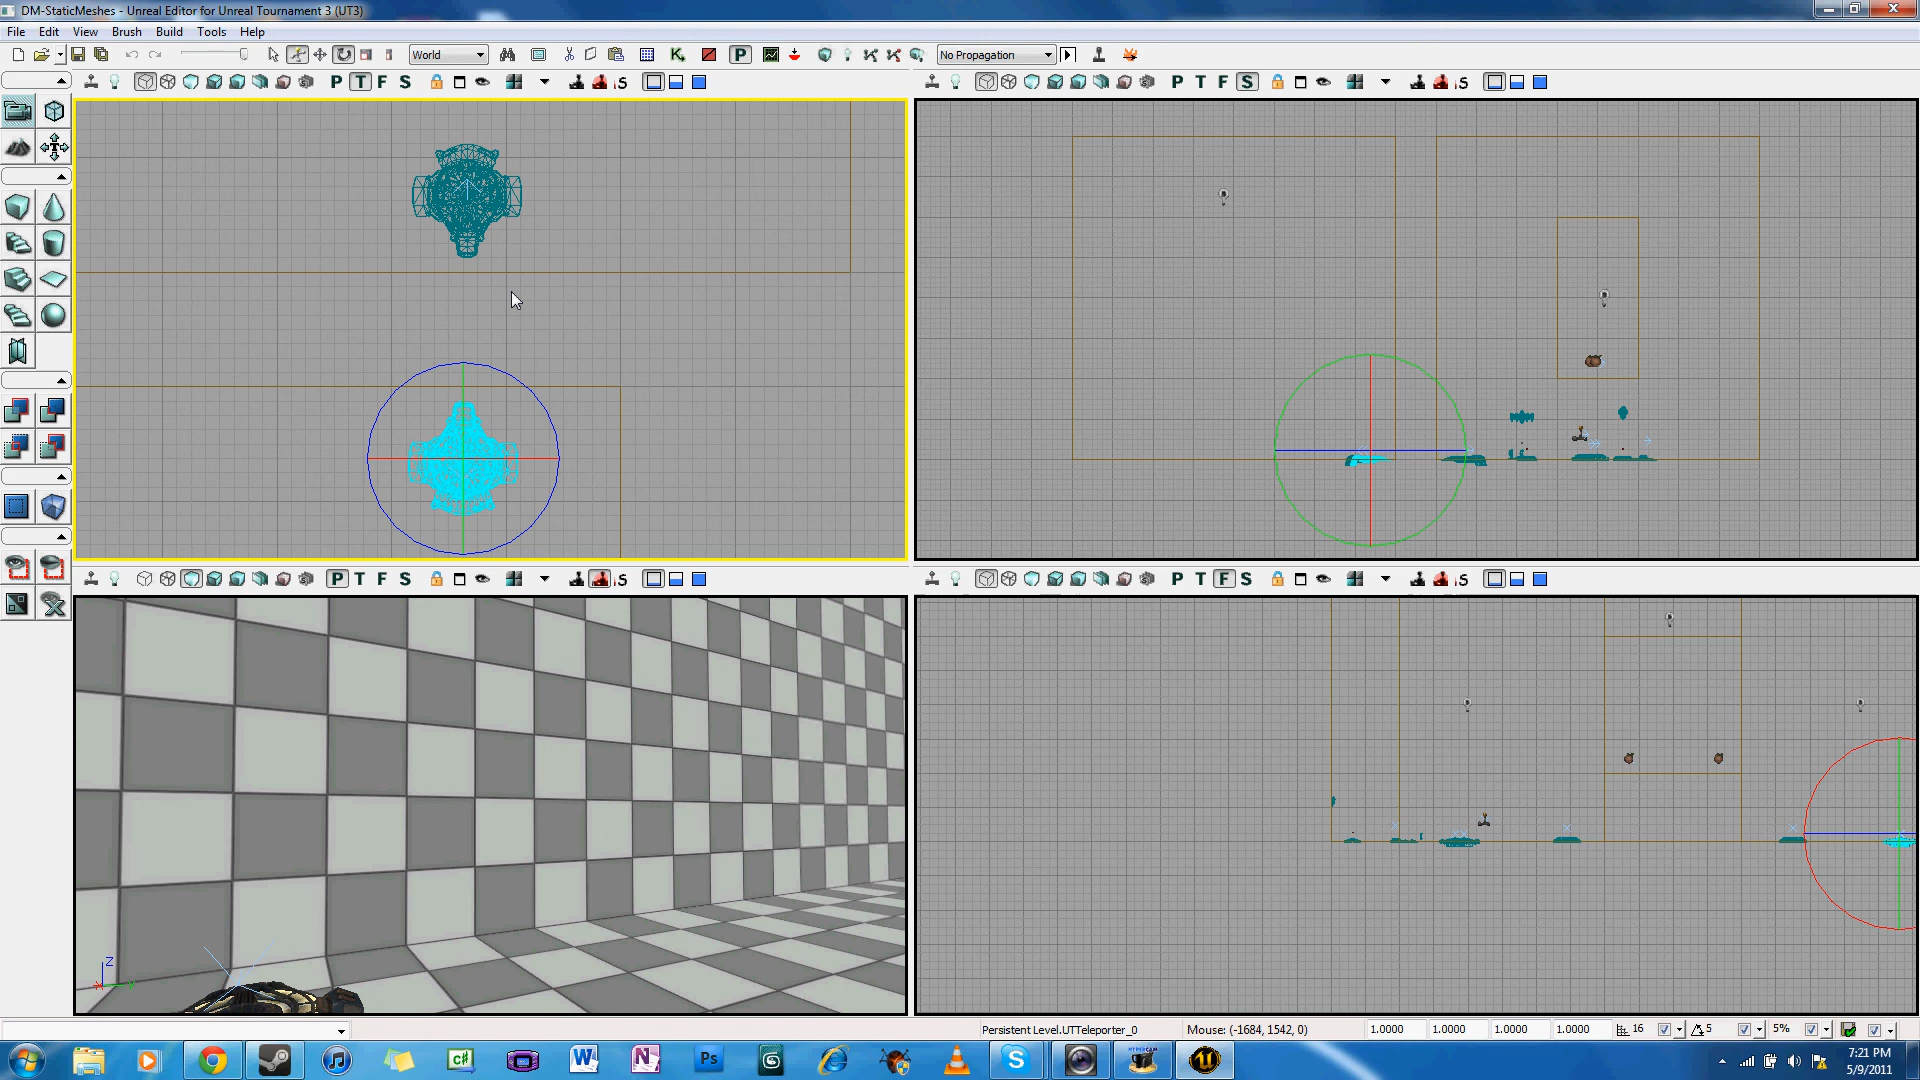 DM-StaticMeshes - Unreal Editor for Unreal Tournament 3 (UT3)
File Edit View Brush Build Tools Help
World
K
P
No Propagation
P T F S
S
P T F S
S
P T F S
S
P T F S
S
Z
Persistent Level.UTTeleporter_0
Mouse: (-1684, 1542, 0)
1.0000
1.0000
1.0000
1.0000
16
5
5%
C#
W
N
Ps
S
HYPERCAM
7:21 PM
5/9/2011